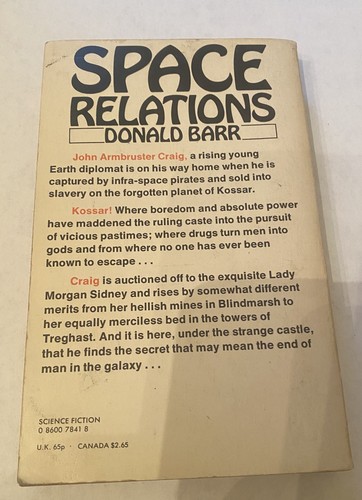 SPACE
RELATIONS
DONALD BARR
John Armbruster Craig, a rising young
Earth diplomat is on his way home when he is
captured by infra-space pirates and sold into
slavery on the forgotten planet of Kossar.
Kossar! Where boredom and absolute power
have maddened the ruling caste into the pursuit
of vicious pastimes; where drugs turn men into
gods and from where no one has ever been
known to escape . . .
Craig is auctioned off to the exquisite Lady
Morgan Sidney and rises by somewhat different
merits from her hellish mines in Blindmarsh to
her equally merciless bed in the towers of
Treghast. And it is here, under the strange castle,
that he finds the secret that may mean the end of
man in the galaxy . . .
SCIENCE FICTION
0 8600 7841 8
U.K. 65p · CANADA $2.65